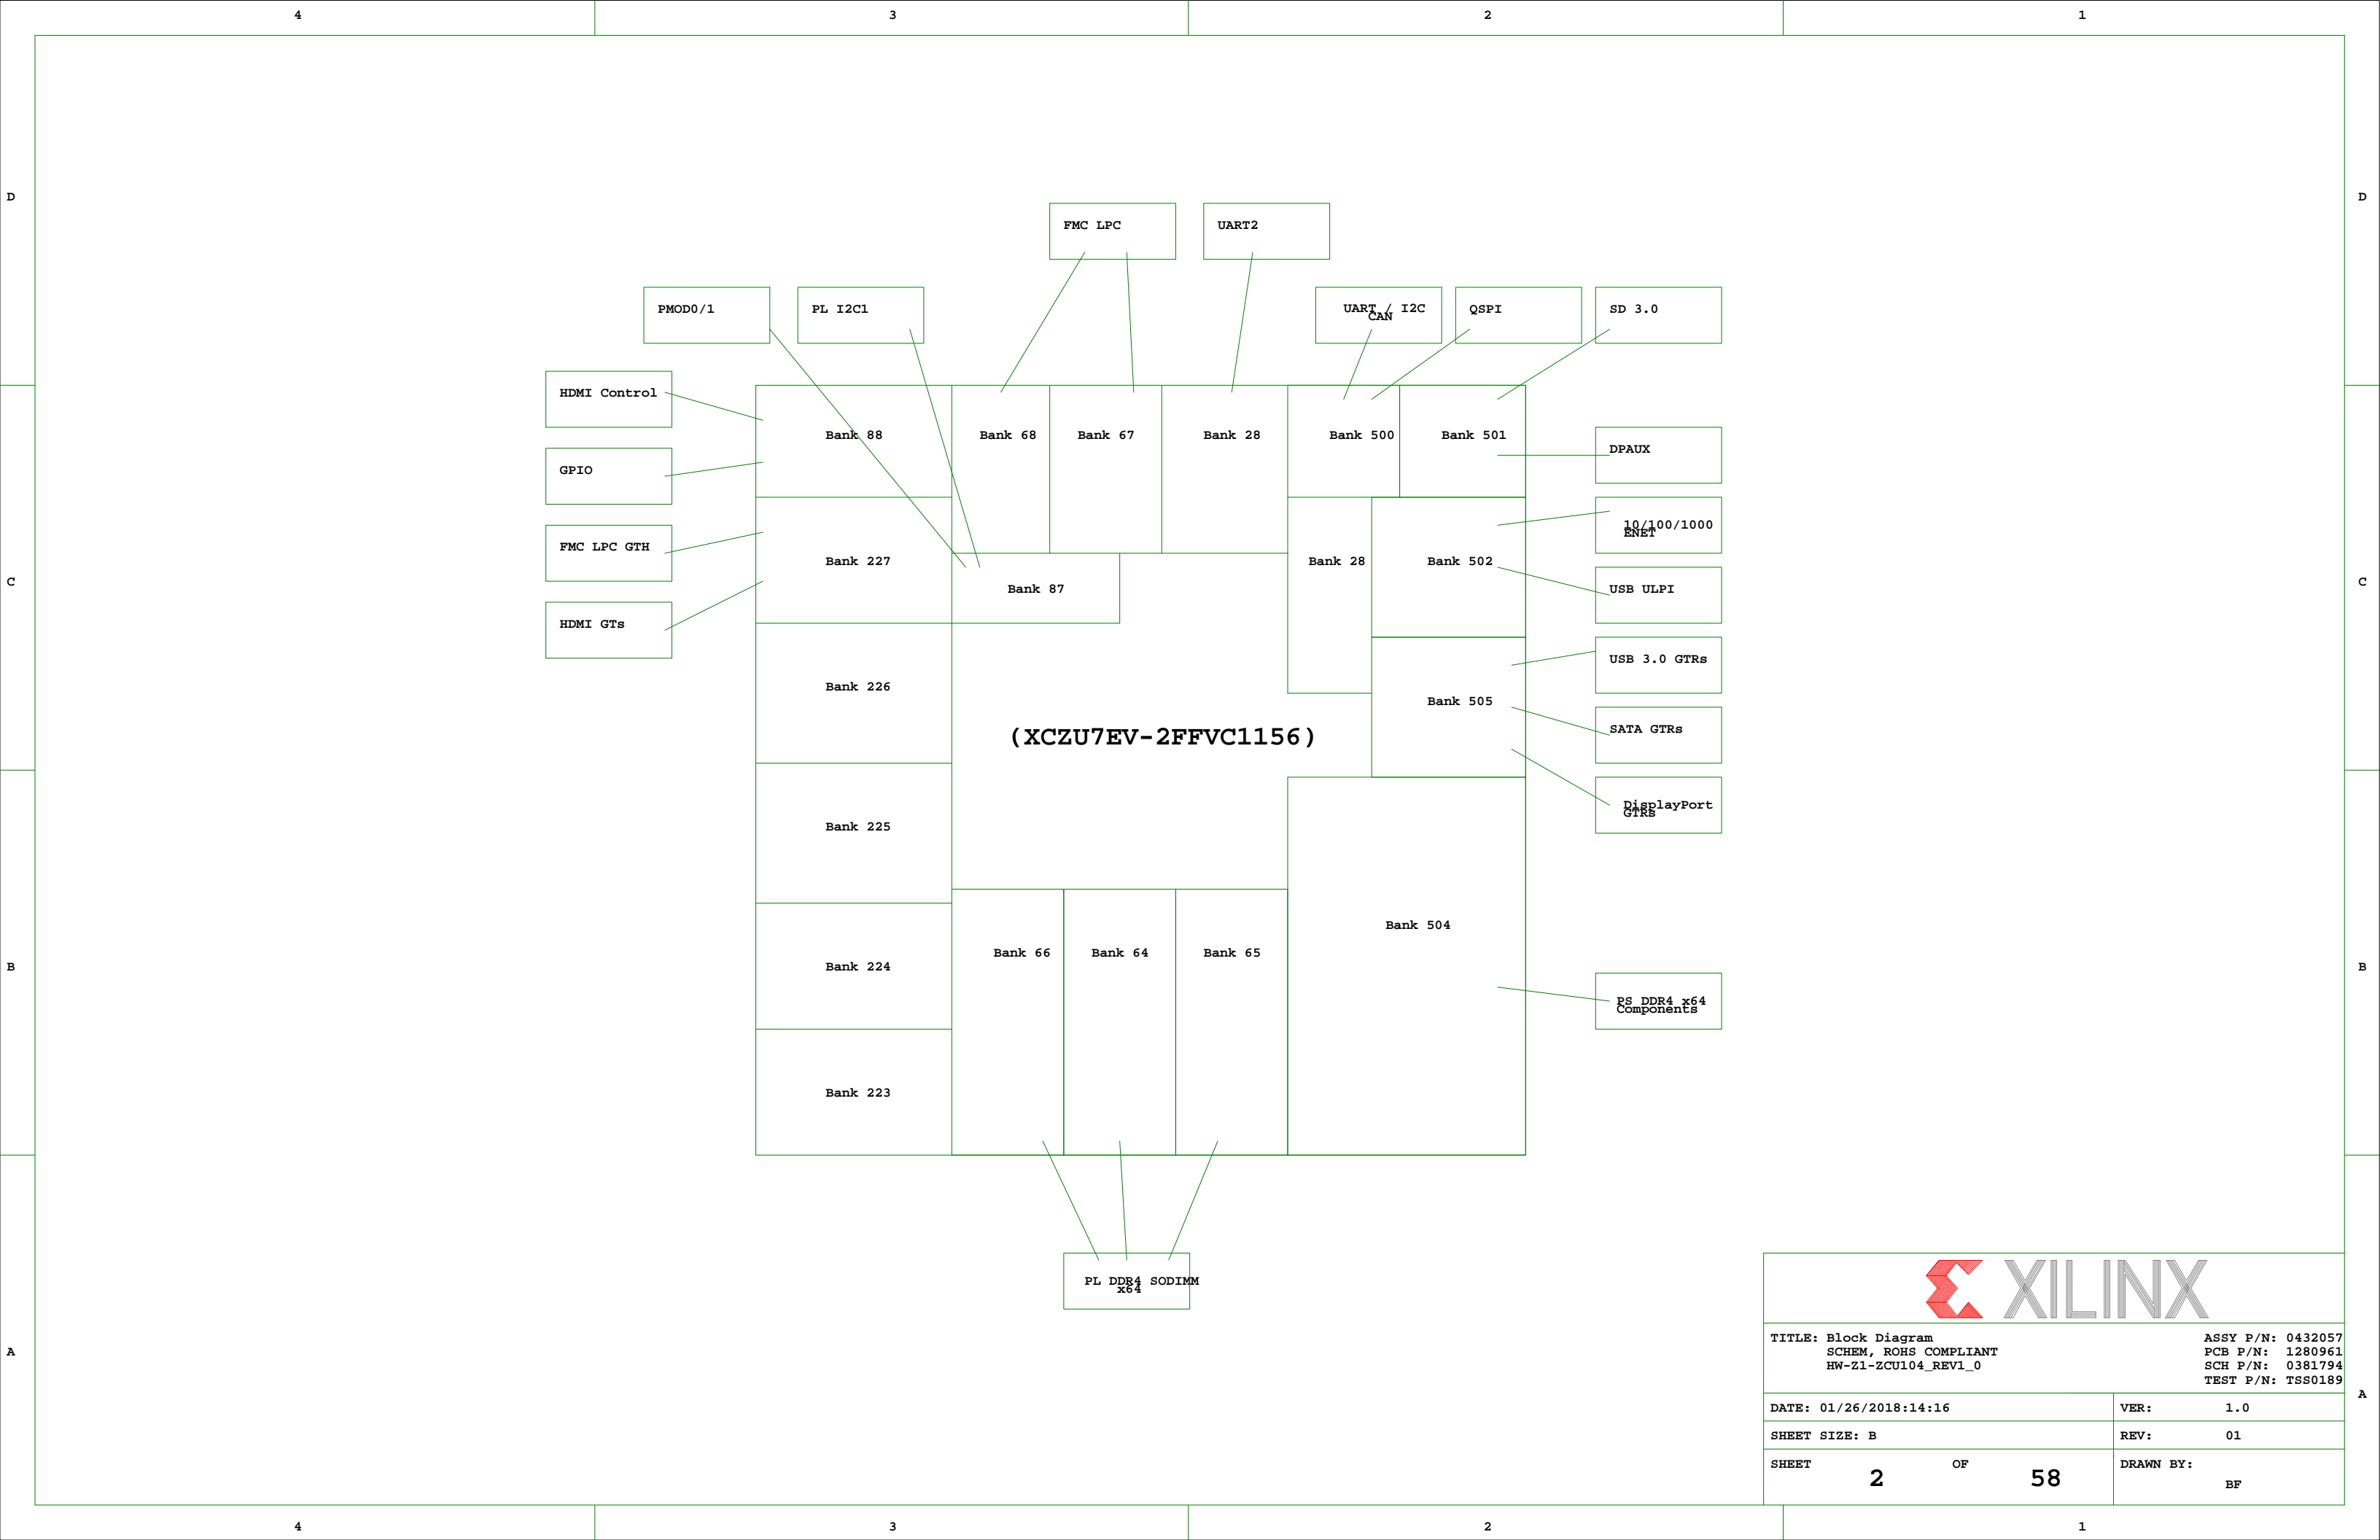 4 3 2 1
D D
FMC LPC UART2
PMOD0/1 PL I2C1 UART / I2C QSPI SD 3.0
CAN
HDMI Control
Bank 88 Bank 68 Bank 67 Bank 28 Bank 500 Bank 501
DPAUX
GPIO
10/100/1000
ENET
FMC LPC GTH
Bank 227 Bank 28 Bank 502
C C
Bank 87 USB ULPI
HDMI GTs
USB 3.0 GTRs
Bank 226
Bank 505
SATA GTRs
(XCZU7EV-2FFVC1156)
DisplayPort
GTRs
Bank 225
Bank 504
Bank 66 Bank 64 Bank 65
B Bank 224 B
PS DDR4 x64
Components
Bank 223
PL DDR4 SODIMM
x64
XILINX
TITLE: Block Diagram ASSY P/N: 0432057
A SCHEM, ROHS COMPLIANT PCB P/N: 1280961
HW-Z1-ZCU104_REV1_0 SCH P/N: 0381794
TEST P/N: TSS0189
A
DATE: 01/26/2018:14:16 VER: 1.0
SHEET SIZE: B REV: 01
SHEET 2 OF 58 DRAWN BY:
BF
4 3 2 1